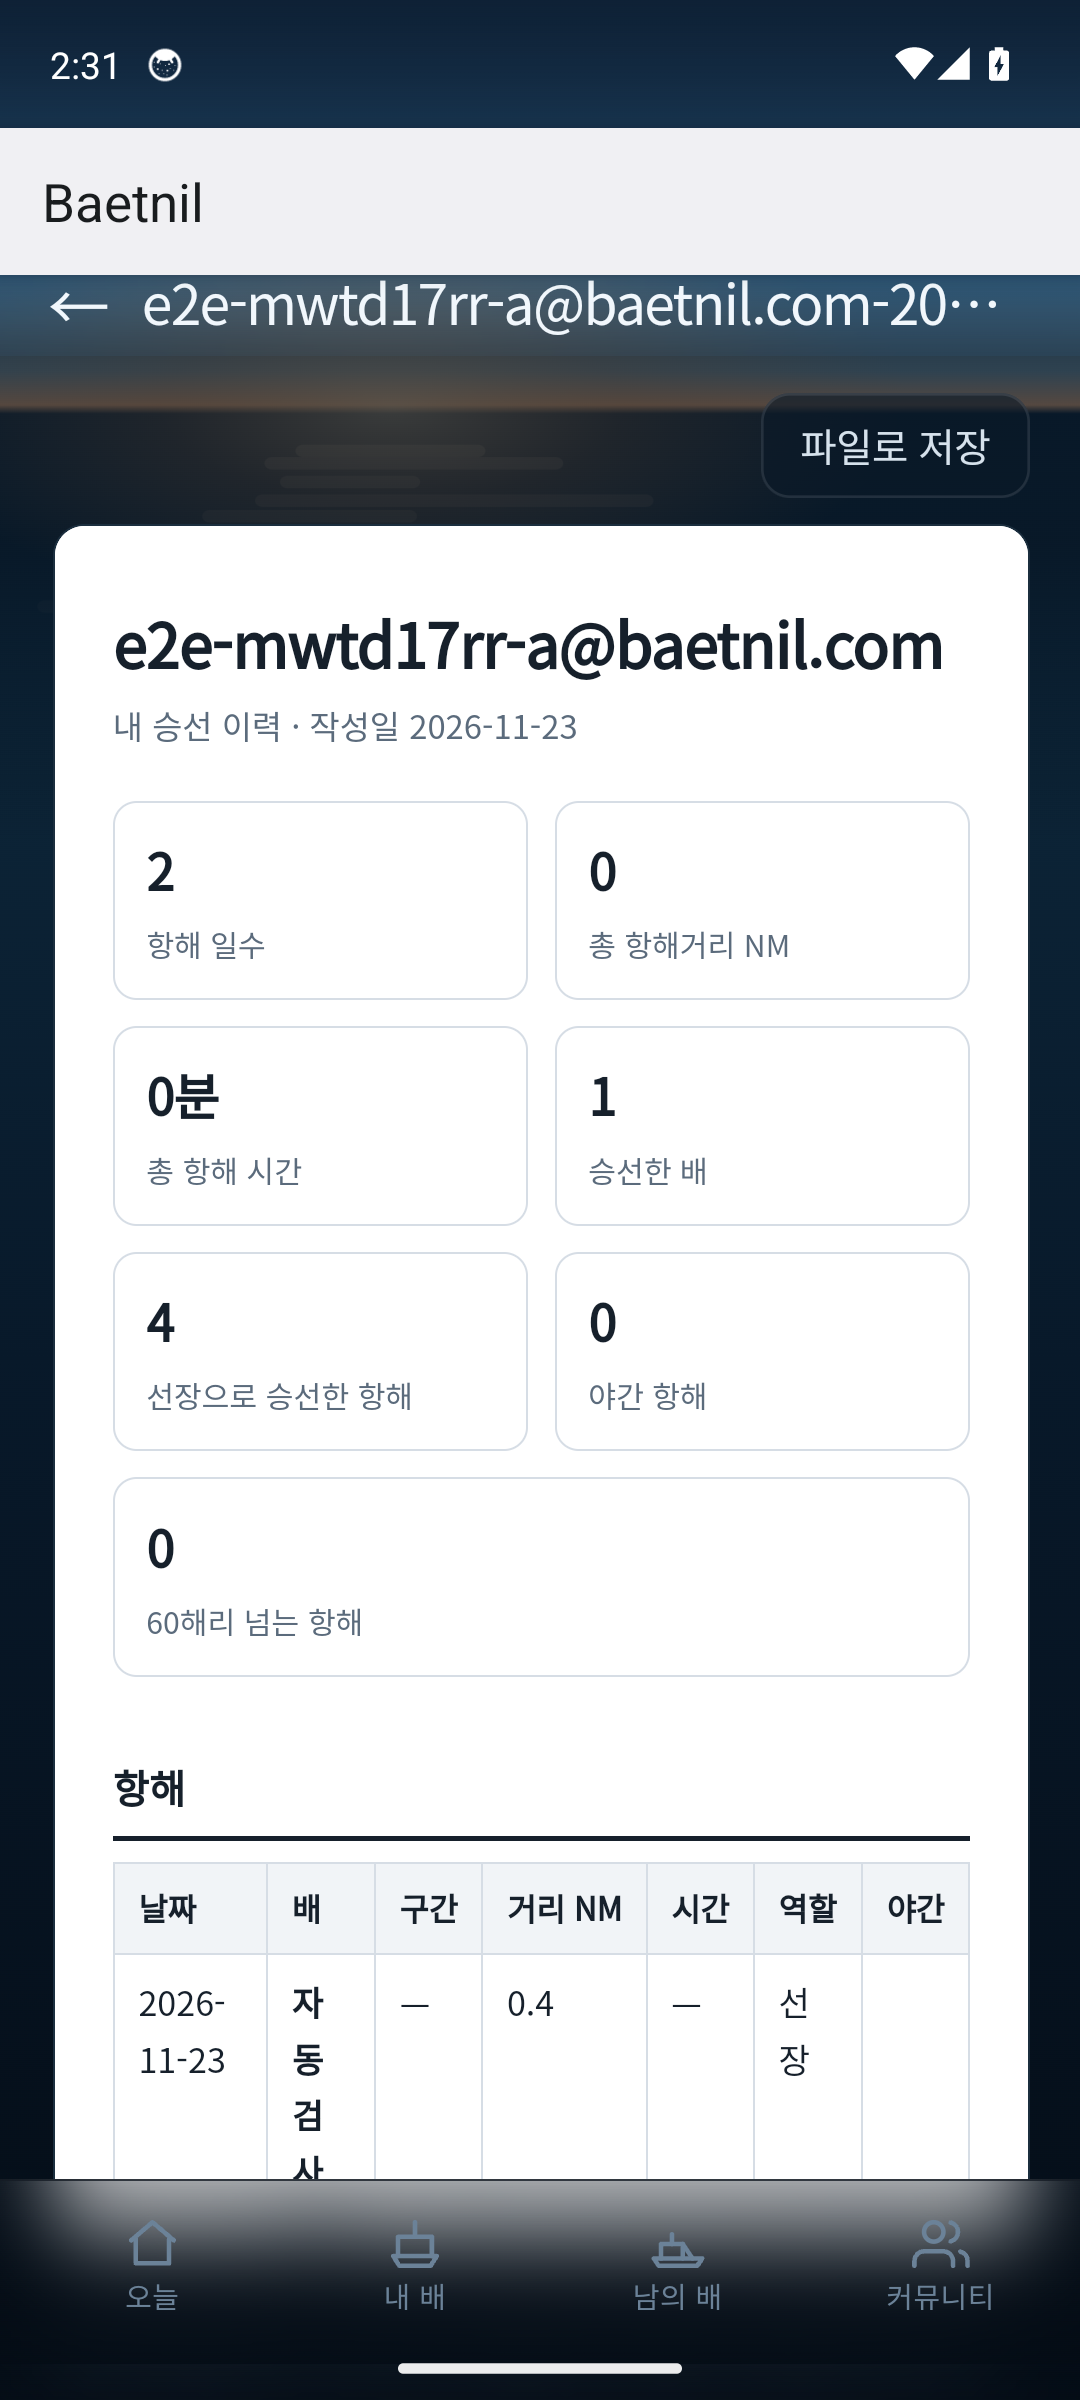 2:31
Baetnil
← e2e-mwtd17rr-a@baetnil.com-20···
파일로 저장
e2e-mwtd17rr-a@baetnil.com
내 승선 이력 · 작성일 2026-11-23
2
항해 일수
0
총 항해거리 NM
0분
총 항해 시간
1
승선한 배
4
선장으로 승선한 항해
0
야간 항해
0
60해리 넘는 항해
항해
날짜 배 구간 거리 NM 시간 역할 야간
2026- 자 — 0.4 — 선
11-23 동 장
검
사
오늘 내 배 남의 배 커뮤니티